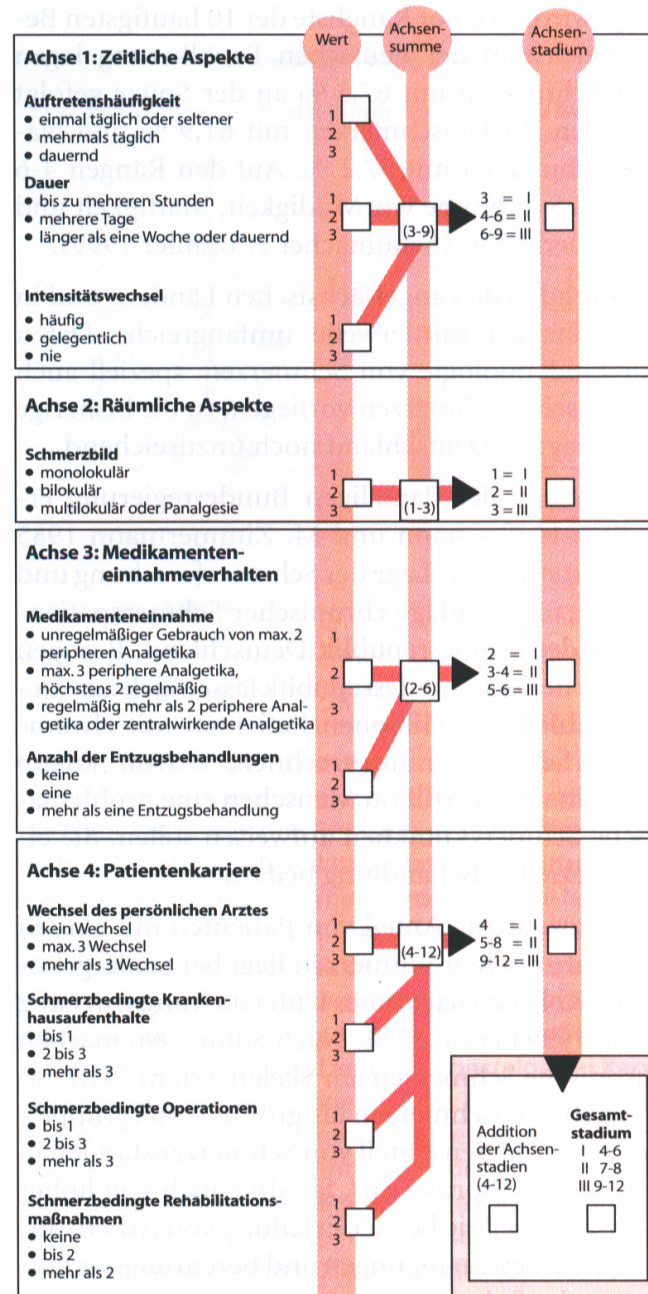 Wert
Achsen-
summe
Achsen-
stadium
Achse 1: Zeitliche Aspekte
Auftretenshäufigkeit
• einmal täglich oder seltener
• mehrmals täglich
• dauernd
1
2
3
Dauer
• bis zu mehreren Stunden
• mehrere Tage
• länger als eine Woche oder dauernd
1
2
3
(3-9)
3 = I
4-6 = II
6-9 = III
Intensitätswechsel
• häufig
• gelegentlich
• nie
1
2
3
Achse 2: Räumliche Aspekte
Schmerzbild
• monolokulär
• bilokulär
• multilokulär oder Panalgesie
1
2
3
(1-3)
1 = I
2 = II
3 = III
Achse 3: Medikamenten-
einnahmeverhalten
Medikamenteneinnahme
• unregelmäßiger Gebrauch von max. 2
peripheren Analgetika
• max. 3 periphere Analgetika,
höchstens 2 regelmäßig
• regelmäßig mehr als 2 periphere Anal-
getika oder zentralwirkende Analgetika
1
2
3
(2-6)
2 = I
3-4 = II
5-6 = III
Anzahl der Entzugsbehandlungen
• keine
• eine
• mehr als eine Entzugsbehandlung
1
2
3
Achse 4: Patientenkarriere
Wechsel des persönlichen Arztes
• kein Wechsel
• max. 3 Wechsel
• mehr als 3 Wechsel
1
2
3
(4-12)
4 = I
5-8 = II
9-12 = III
Schmerzbedingte Kranken-
hausaufenthalte
• bis 1
• 2 bis 3
• mehr als 3
1
2
3
Schmerzbedingte Operationen
• bis 1
• 2 bis 3
• mehr als 3
1
2
3
Schmerzbedingte Rehabilitations-
maßnahmen
• keine
• bis 2
• mehr als 2
1
2
3
Addition
der Achsen-
stadien
(4-12)
Gesamt-
stadium
I 4-6
II 7-8
III 9-12